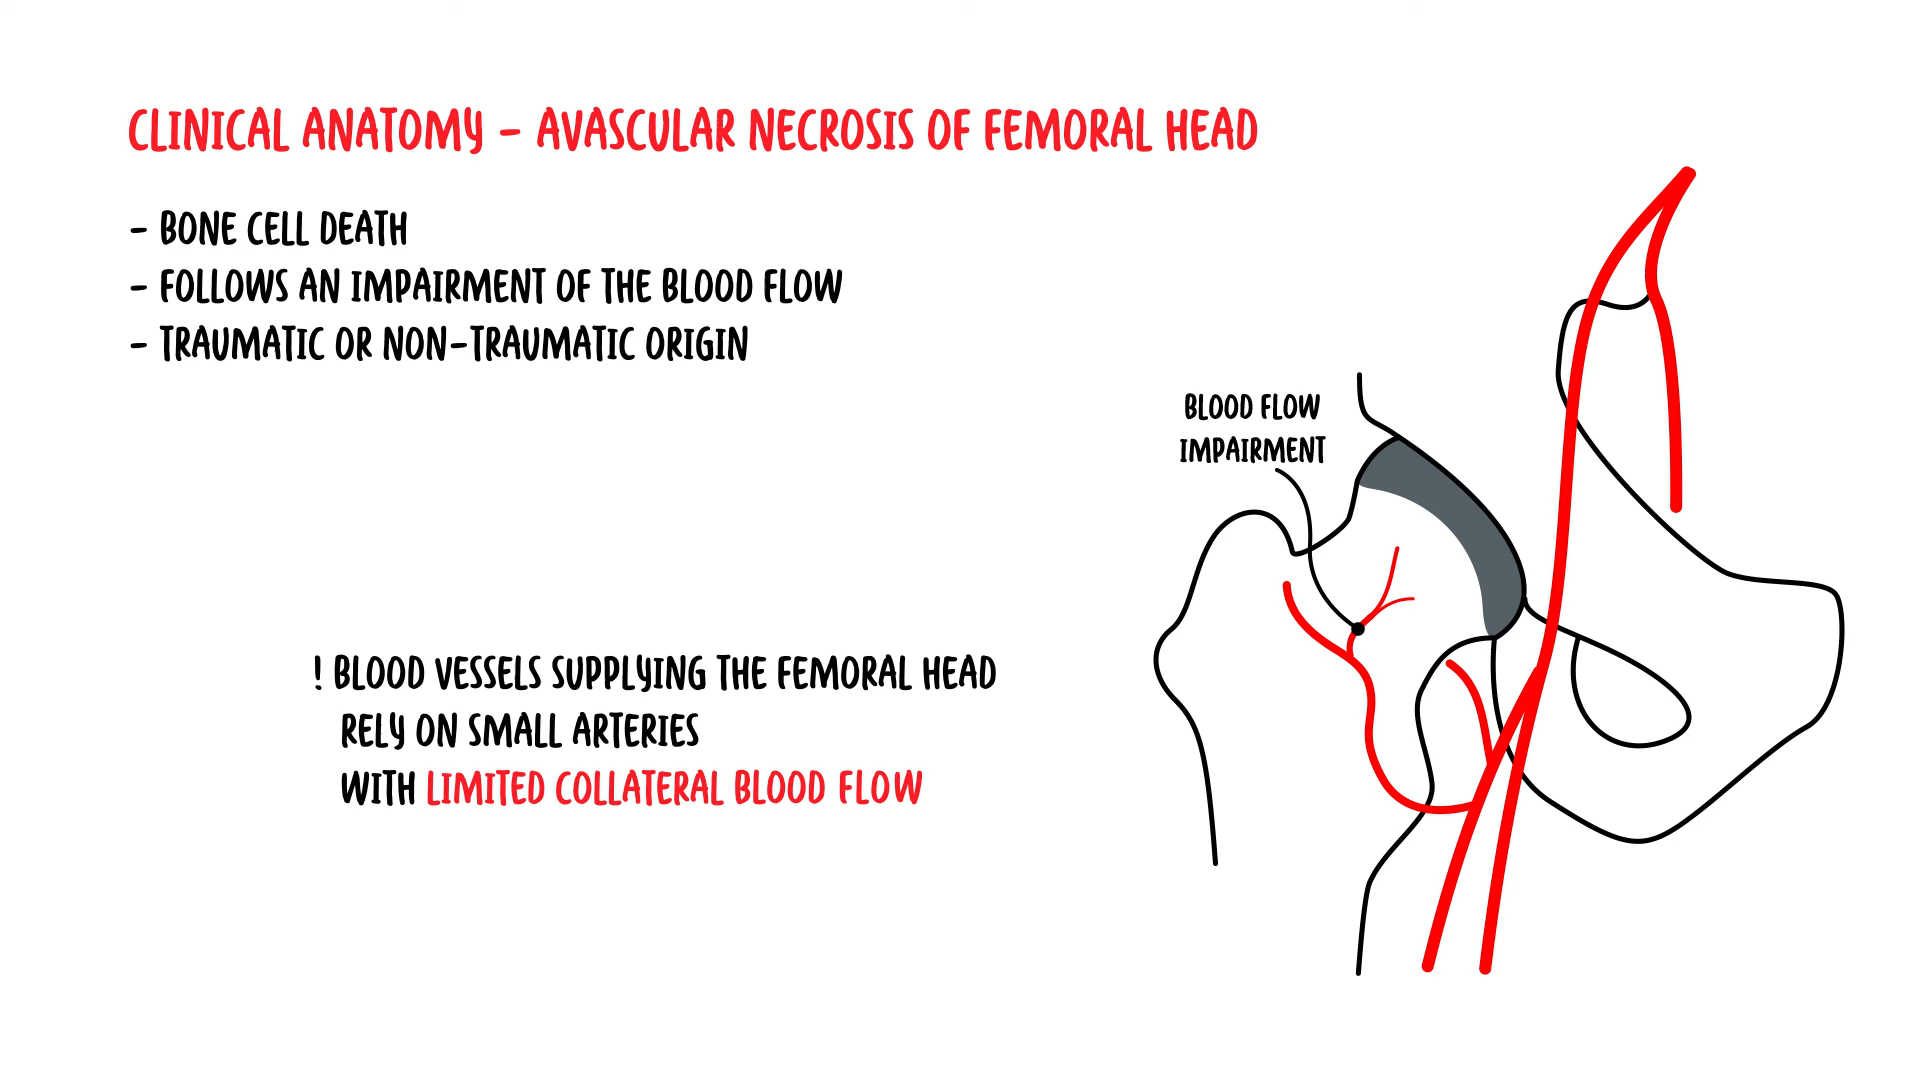 CLINICAL ANATOMY - AVASCULAR NECROSIS OF FEMORAL HEAD
- BONE CELL DEATH
- FOLLOWS AN IMPAIRMENT OF THE BLOOD FLOW
- TRAUMATIC OR NON-TRAUMATIC ORIGIN
BLOOD FLOW
IMPAIRMENT
! BLOOD VESSELS SUPPLYING THE FEMORAL HEAD
RELY ON SMALL ARTERIES
WITH LIMITED COLLATERAL BLOOD FLOW